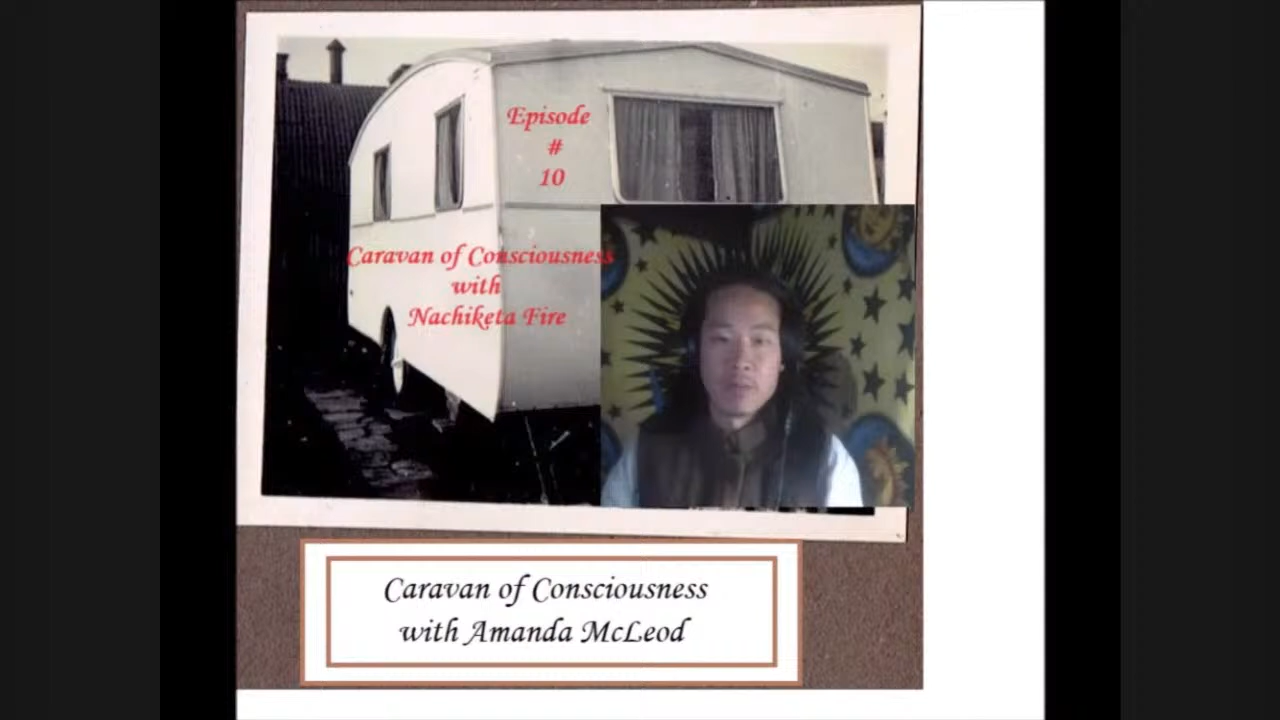 Episode
#
10
Caravan of Consciousness
with
Nachiketa Fire
Caravan of Consciousness
with Amanda McLeod